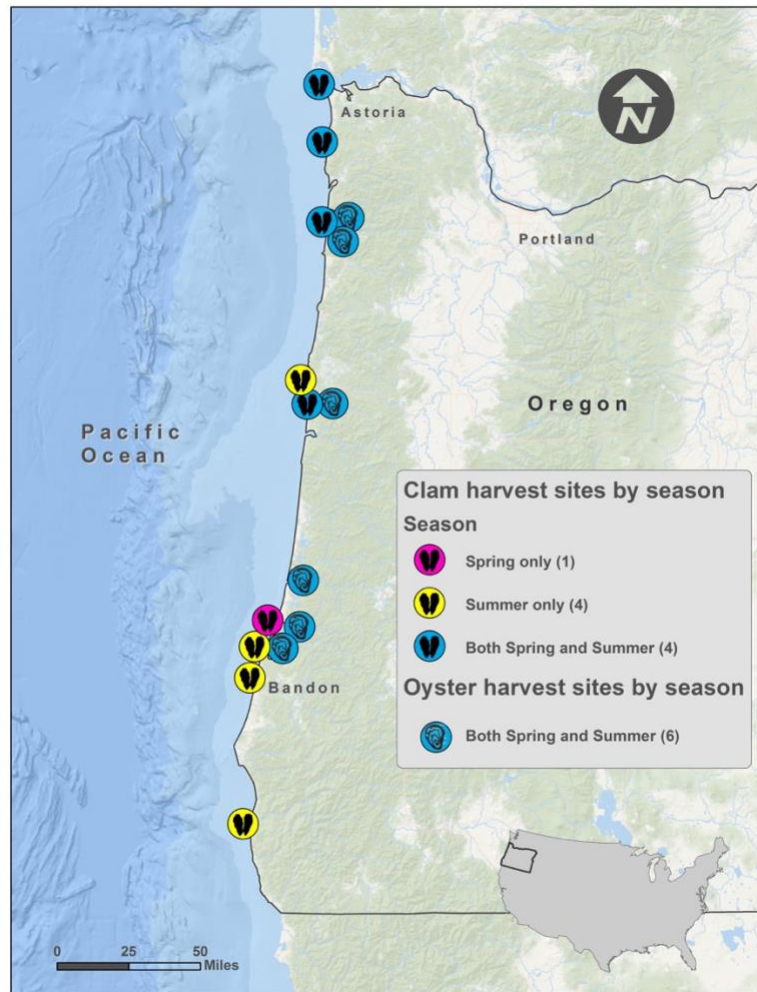 N
Astoria
Portland
Oregon
Pacific
Ocean
Clam harvest sites by season
Season
Spring only (1)
Summer only (4)
Both Spring and Summer (4)
Bandon
Oyster harvest sites by season
Both Spring and Summer (6)
0 25 50
Miles